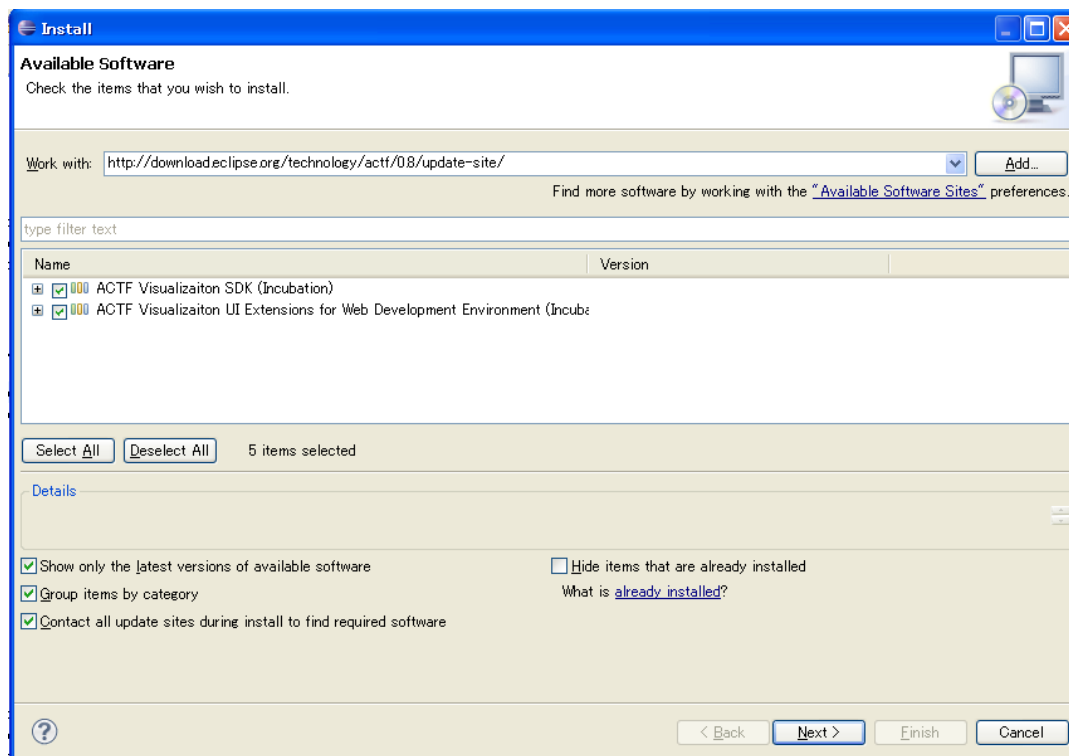 Install
Available Software
Check the items that you wish to install.
Work with: http://download.eclipse.org/technology/actf/0.8/update-site/ Add...
Find more software by working with the "Available Software Sites" preferences.
type filter text
Name Version
ACTF Visualizaiton SDK (Incubation)
ACTF Visualizaiton UI Extensions for Web Development Environment (Incuba
Select All Deselect All 5 items selected
Details
Show only the latest versions of available software Hide items that are already installed
Group items by category What is already installed?
Contact all update sites during install to find required software
? < Back Next > Finish Cancel